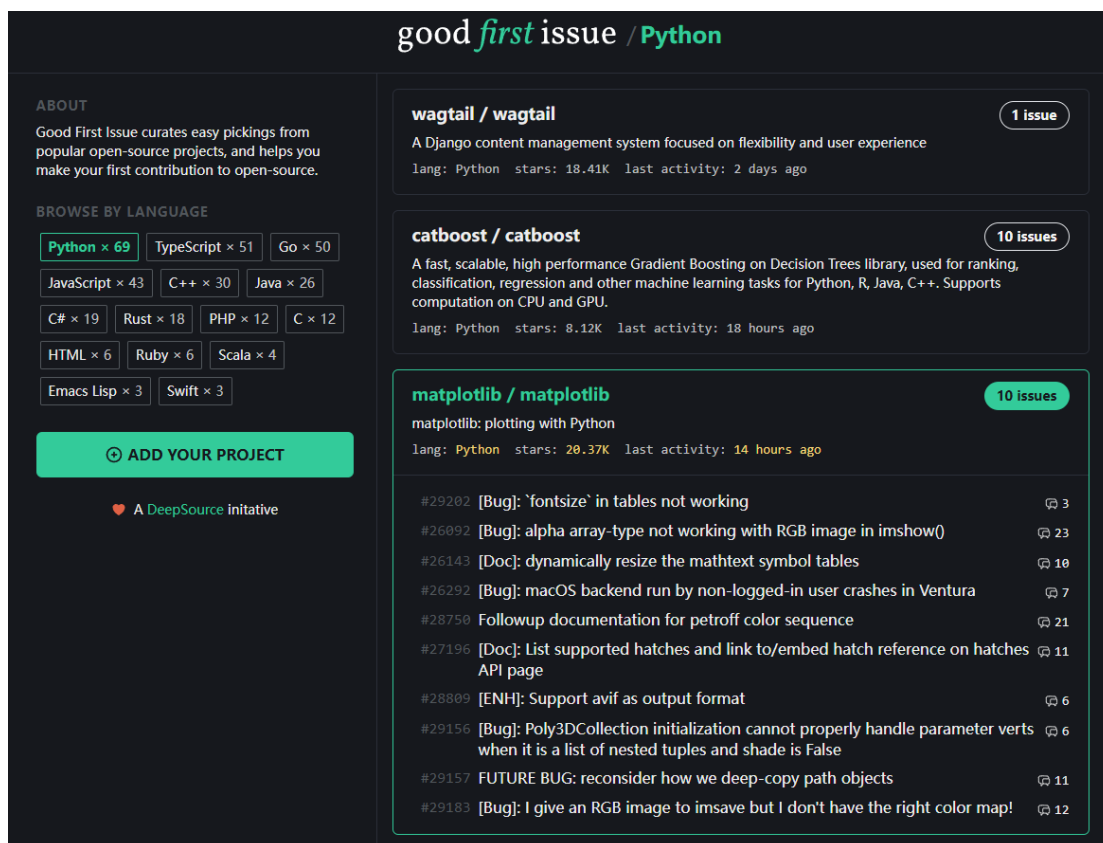 good first issue / Python
ABOUT
Good First Issue curates easy pickings from
popular open-source projects, and helps you
make your first contribution to open-source.
BROWSE BY LANGUAGE
Python × 69
TypeScript × 51
Go × 50
JavaScript × 43
C++ × 30
Java × 26
C# × 19
Rust × 18
PHP × 12
C × 12
HTML × 6
Ruby × 6
Scala × 4
Emacs Lisp × 3
Swift × 3
ADD YOUR PROJECT
A DeepSource initative
wagtail / wagtail
1 issue
A Django content management system focused on flexibility and user experience
lang: Python stars: 18.41K last activity: 2 days ago
catboost / catboost
10 issues
A fast, scalable, high performance Gradient Boosting on Decision Trees library, used for ranking,
classification, regression and other machine learning tasks for Python, R, Java, C++. Supports
computation on CPU and GPU.
lang: Python stars: 8.12K last activity: 18 hours ago
matplotlib / matplotlib
10 issues
matplotlib: plotting with Python
lang: Python stars: 20.37K last activity: 14 hours ago
#29202 [Bug]: `fontsize` in tables not working 3
#26092 [Bug]: alpha array-type not working with RGB image in imshow() 23
#26143 [Doc]: dynamically resize the mathtext symbol tables 10
#26292 [Bug]: macOS backend run by non-logged-in user crashes in Ventura 7
#28750 Followup documentation for petroff color sequence 21
#27196 [Doc]: List supported hatches and link to/embed hatch reference on hatches 11
API page
#28809 [ENH]: Support avif as output format 6
#29156 [Bug]: Poly3DCollection initialization cannot properly handle parameter verts 6
when it is a list of nested tuples and shade is False
#29157 FUTURE BUG: reconsider how we deep-copy path objects 11
#29183 [Bug]: I give an RGB image to imsave but I don't have the right color map! 12